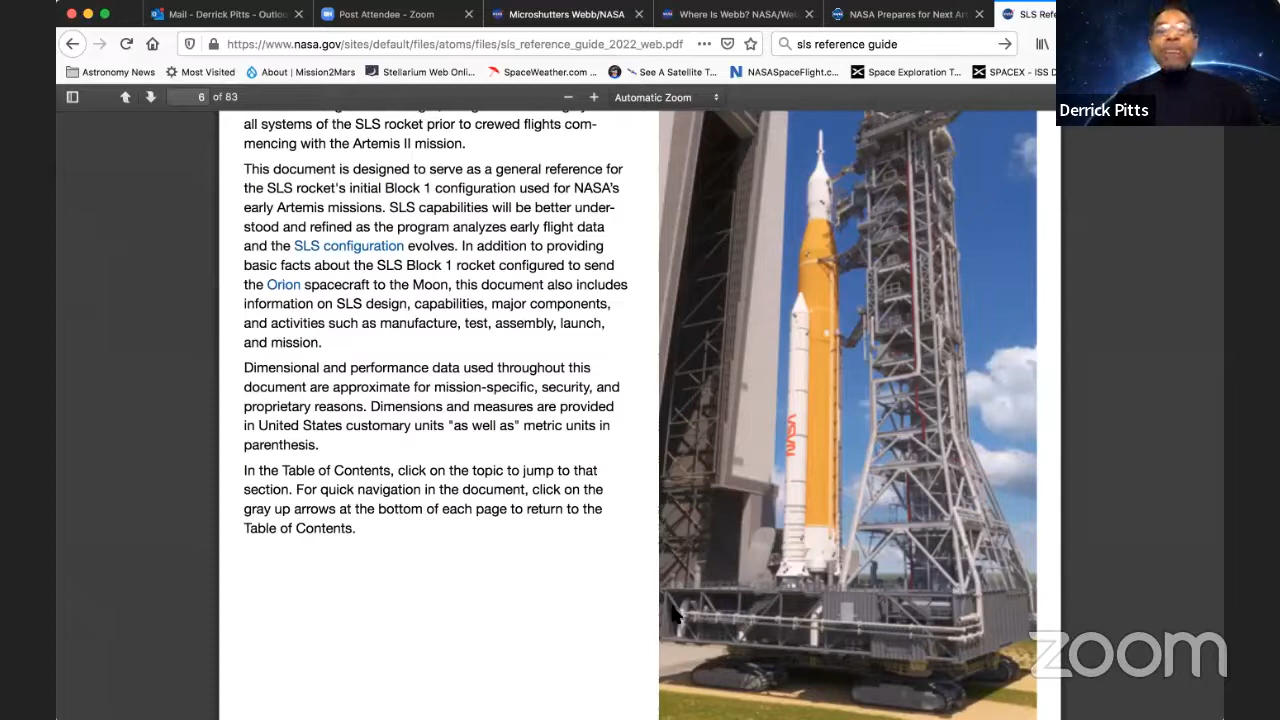 Mail - Derrick Pitts - Outloo
Post Attendee - Zoom
Microshutters Webb/NASA
Where Is Webb? NASA/We
NASA Prepares for Next Ar
SLS Refe
https://www.nasa.gov/sites/default/files/atoms/files/sls_reference_guide_2022_web.pdf
sls reference guide
Astronomy News
Most Visited
About | Mission2Mars
Stellarium Web Onli...
SpaceWeather.com ...
See A Satellite T...
NASASpaceFlight.c...
Space Exploration T...
SPACEX - ISS D
6 of 83
Automatic Zoom
Derrick Pitts
all systems of the SLS rocket prior to crewed flights com-
mencing with the Artemis II mission.
This document is designed to serve as a general reference for
the SLS rocket's initial Block 1 configuration used for NASA's
early Artemis missions. SLS capabilities will be better under-
stood and refined as the program analyzes early flight data
and the SLS configuration evolves. In addition to providing
basic facts about the SLS Block 1 rocket configured to send
the Orion spacecraft to the Moon, this document also includes
information on SLS design, capabilities, major components,
and activities such as manufacture, test, assembly, launch,
and mission.
Dimensional and performance data used throughout this
document are approximate for mission-specific, security, and
proprietary reasons. Dimensions and measures are provided
in United States customary units "as well as" metric units in
parenthesis.
In the Table of Contents, click on the topic to jump to that
section. For quick navigation in the document, click on the
gray up arrows at the bottom of each page to return to the
Table of Contents.
NASA
zoom